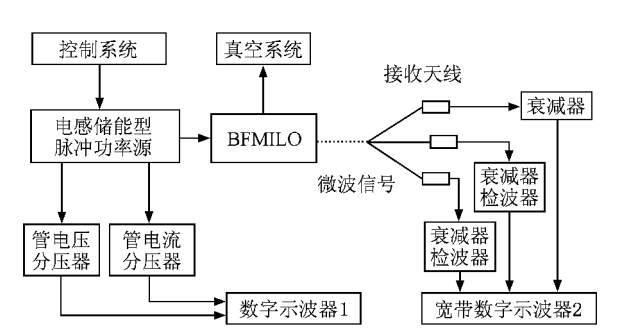 控制系统
真空系统
接收天线
电感储能型
脉冲功率源
BFMILO
衰减器
微波信号
衰减器
检波器
管电压
分压器
管电流
分压器
衰减器
检波器
数字示波器1
宽带数字示波器2